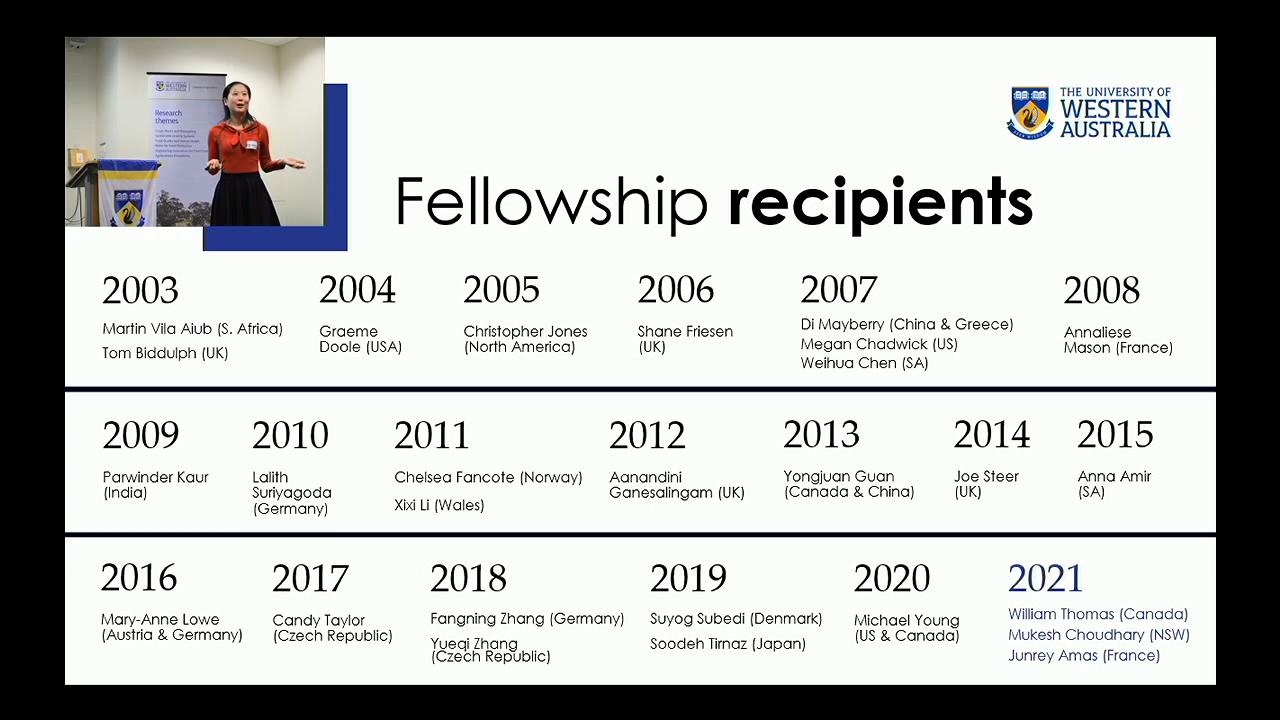 THE UNIVERSITY OF
WESTERN
AUSTRALIA
Research
themes
Fellowship recipients
2003
Martin Vila Aiub (S. Africa)
Tom Biddulph (UK)
2004
Graeme
Doole (USA)
2005
Christopher Jones
(North America)
2006
Shane Friesen
(UK)
2007
Di Mayberry (China & Greece)
Megan Chadwick (US)
Weihua Chen (SA)
2008
Annaliese
Mason (France)
2009
Parwinder Kaur
(India)
2010
Lalith
Suriyagoda
(Germany)
2011
Chelsea Fancote (Norway)
Xixi Li (Wales)
2012
Aanandini
Ganesalingam (UK)
2013
Yongjuan Guan
(Canada & China)
2014
Joe Steer
(UK)
2015
Anna Amir
(SA)
2016
Mary-Anne Lowe
(Austria & Germany)
2017
Candy Taylor
(Czech Republic)
2018
Fangning Zhang (Germany)
Yueqi Zhang
(Czech Republic)
2019
Suyog Subedi (Denmark)
Soodeh Tirnaz (Japan)
2020
Michael Young
(US & Canada)
2021
William Thomas (Canada)
Mukesh Choudhary (NSW)
Junrey Amas (France)